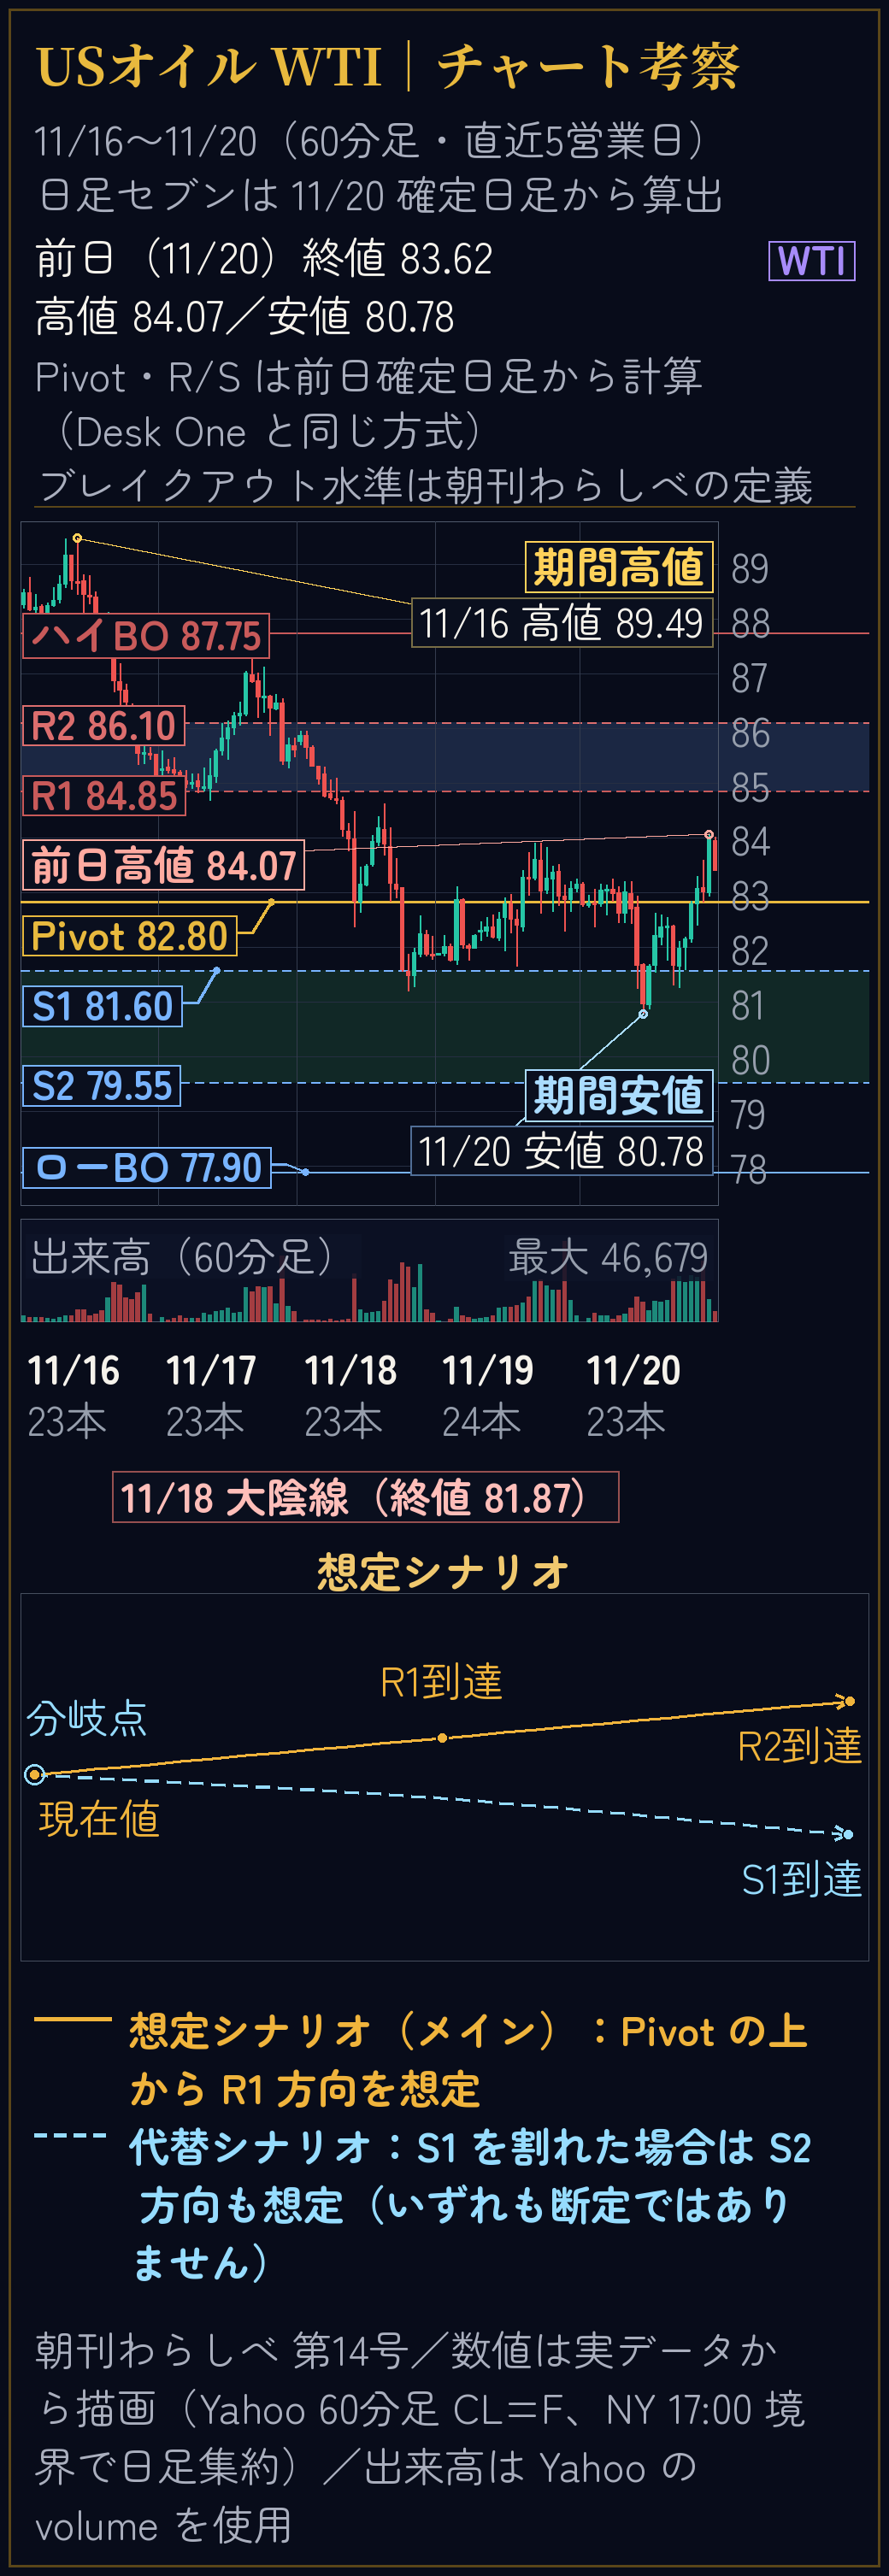 USオイル WTI｜チャート考察
11/16〜11/20（60分足・直近5営業日）
日足セブンは 11/20 確定日足から算出
前日（11/20）終値 83.62
WTI
高値 84.07／安値 80.78
Pivot・R/S は前日確定日足から計算
（Desk One と同じ方式）
ブレイクアウト水準は朝刊わらしべの定義
期間高値
11/16 高値 89.49
ハイBO 87.75
R2 86.10
R1 84.85
前日高値 84.07
Pivot 82.80
S1 81.60
S2 79.55
ローBO 77.90
期間安値
11/20 安値 80.78
89
88
87
86
85
84
83
82
81
80
79
78
出来高（60分足）
最大 46,679
11/16 11/17 11/18 11/19 11/20
23本 23本 23本 24本 23本
11/18 大陰線（終値 81.87）
想定シナリオ
R1到達
分岐点
R2到達
現在値
S1到達
想定シナリオ（メイン）：Pivot の上
から R1 方向を想定
代替シナリオ：S1 を割れた場合は S2
方向も想定（いずれも断定ではあり
ません）
朝刊わらしべ 第14号／数値は実データか
ら描画（Yahoo 60分足 CL=F、NY 17:00 境
界で日足集約）／出来高は Yahoo の
volume を使用